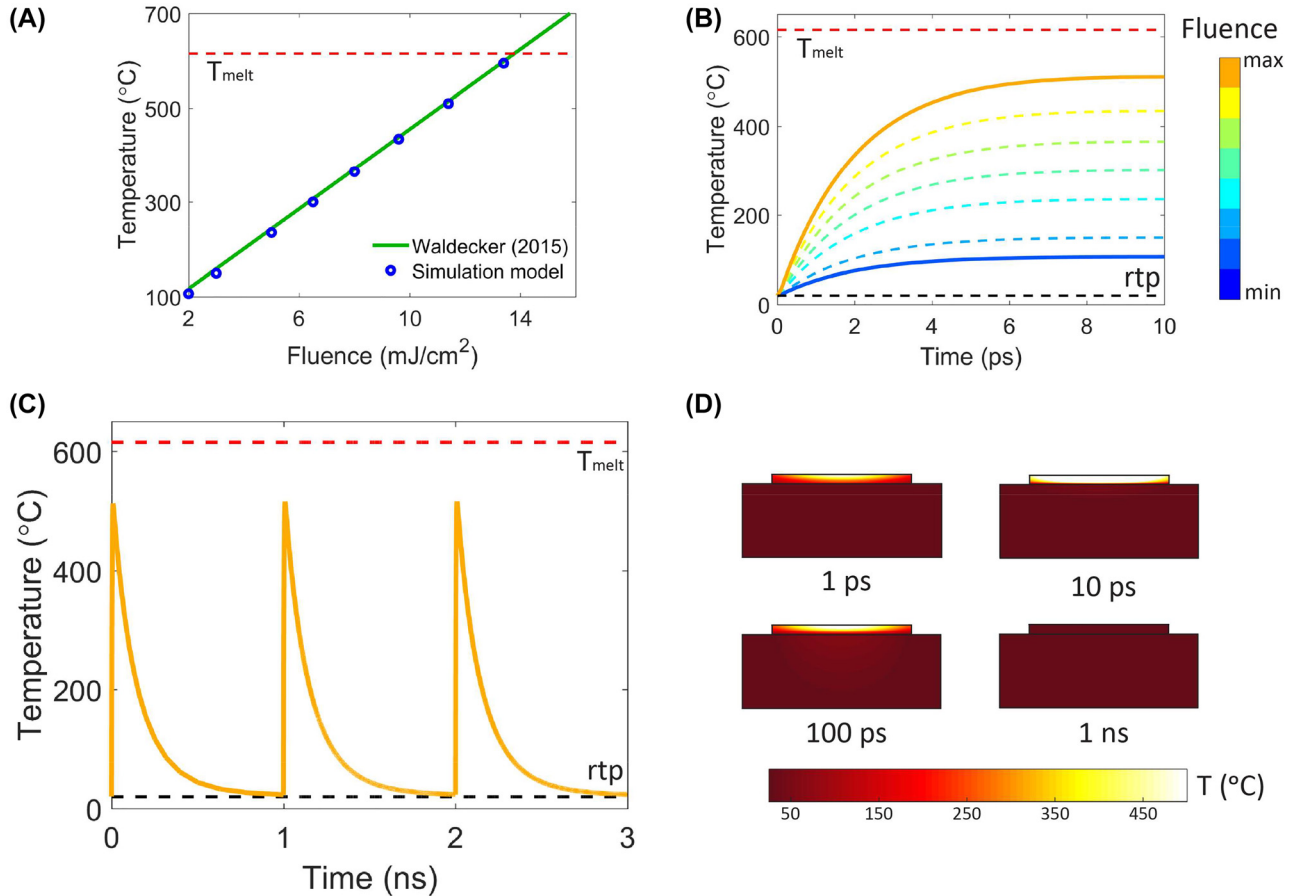 (A)
700
500
300
100
Temperature (°C)
Tmelt
Waldecker (2015)
Simulation model
2 6 10 14
Fluence (mJ/cm2)
(B)
600
400
200
0
Temperature (°C)
Tmelt
rtp
0 2 4 6 8 10
Time (ps)
Fluence
max
min
(C)
600
400
200
0
Temperature (°C)
Tmelt
rtp
0 1 2 3
Time (ns)
(D)
1 ps 10 ps
100 ps 1 ns
T (°C)
50 150 250 350 450